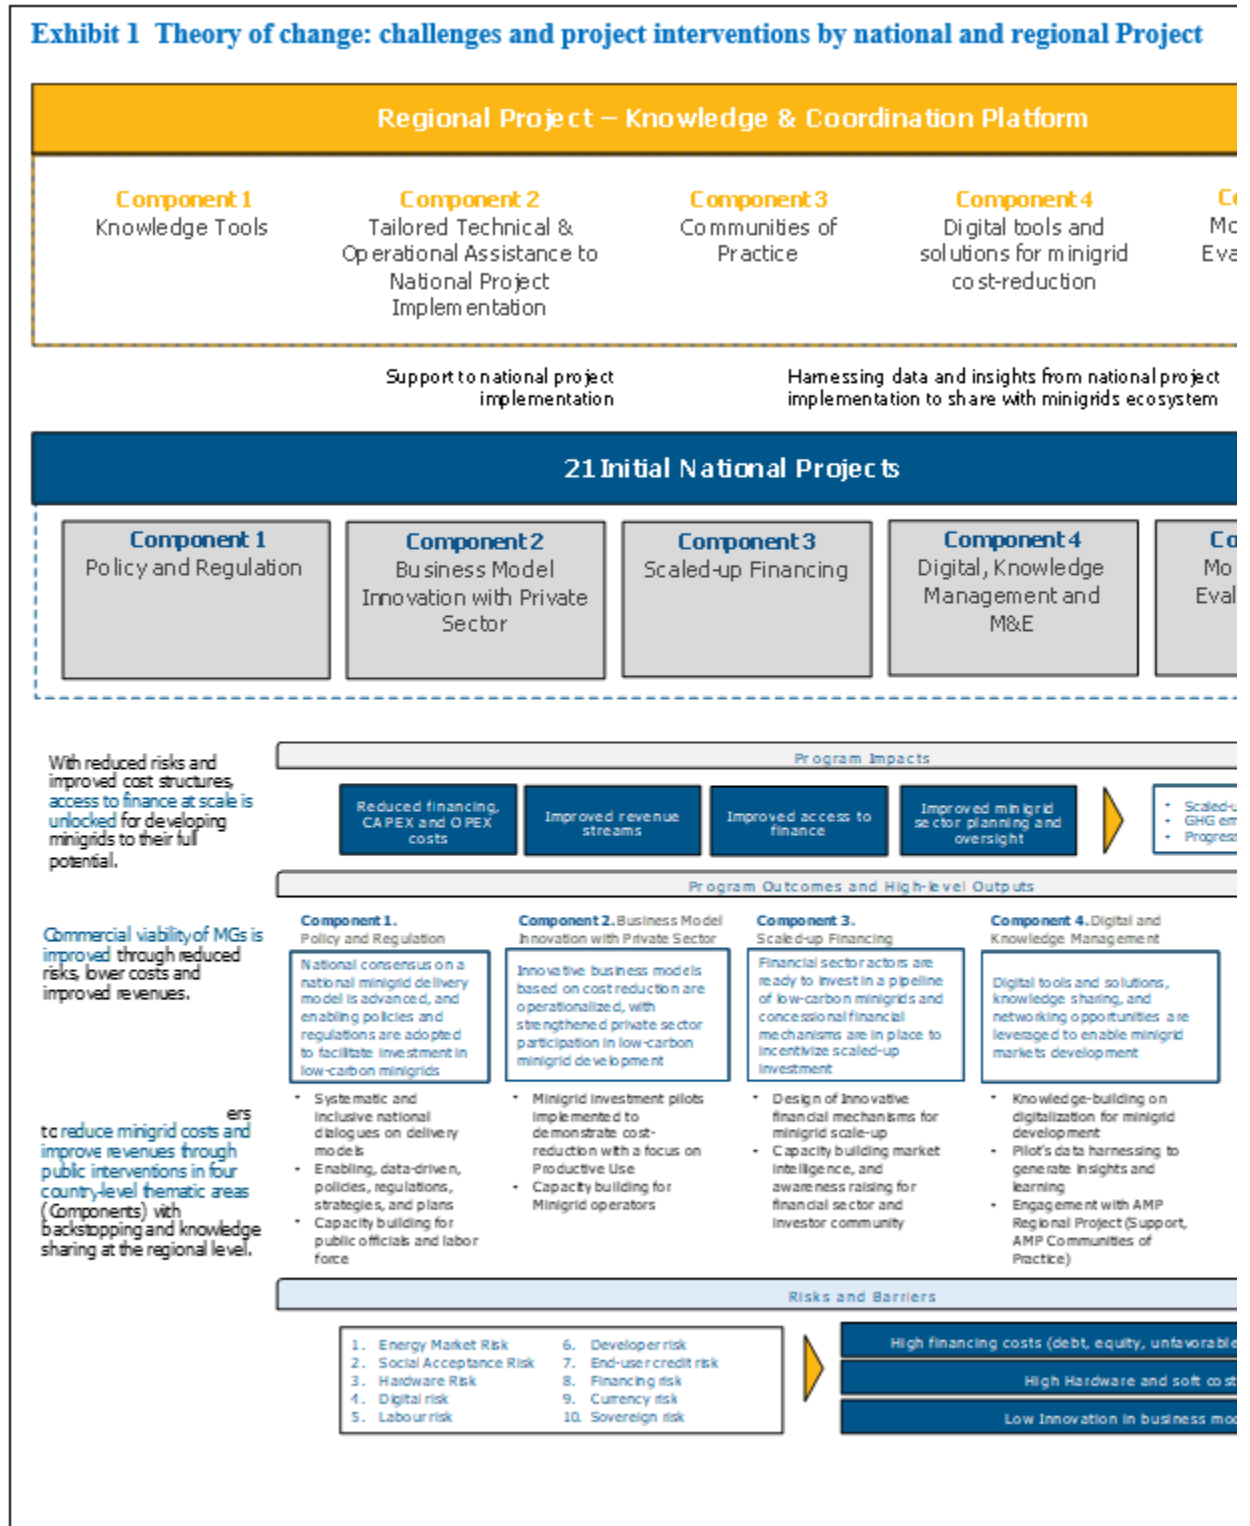 Exhibit 1 Theory of change: challenges and project interventions by national and regional Project
Regional Project – Knowledge & Coordination Platform
Component 1
Knowledge Tools
Component 2
Tailored Technical &
Operational Assistance to
National Project
Implementation
Component 3
Communities of
Practice
Component 4
Digital tools and
solutions for minigrid
cost-reduction
Co
Mo
Eva
Support to national project
implementation
Harnessing data and insights from national project
implementation to share with minigrids ecosystem
21 Initial National Projects
Component 1
Policy and Regulation
Component 2
Business Model
Innovation with Private
Sector
Component 3
Scaled-up Financing
Component 4
Digital, Knowledge
Management and
M&E
Co
Mo
Eval
With reduced risks and
improved cost structures,
access to finance at scale is
unlocked for developing
minigrids to their full
potential.
Program Impacts
Reduced financing,
CAPEX and OPEX
costs
Improved revenue
streams
Improved access to
finance
Improved minigrid
sector planning and
oversight
• Scaled-u
• GHG em
• Progress
Program Outcomes and High-level Outputs
Commercial viability of MGs is
improved through reduced
risks, lower costs and
improved revenues.
Component 1.
Policy and Regulation
National consensus on a
national minigrid delivery
model is advanced, and
enabling policies and
regulations are adopted
to facilitate investment in
low-carbon minigrids
• Systematic and
inclusive national
dialogues on delivery
models
• Enabling, data-driven,
policies, regulations,
strategies, and plans
• Capacity building for
public officials and labor
force
Component 2. Business Model
Innovation with Private Sector
Innovative business models
based on cost reduction are
operationalized, with
strengthened private sector
participation in low-carbon
minigrid development
• Minigrid investment pilots
implemented to
demonstrate cost-
reduction with a focus on
Productive Use
• Capacity building for
Minigrid operators
Component 3.
Scaled-up Financing
Financial sector actors are
ready to invest in a pipeline
of low-carbon minigrids and
concessional financial
mechanisms are in place to
incentivize scaled-up
investment
• Design of Innovative
financial mechanisms for
minigrid scale-up
• Capacity building market
intelligence, and
awareness raising for
financial sector and
investor community
Component 4. Digital and
Knowledge Management
Digital tools and solutions,
knowledge sharing, and
networking opportunities are
leveraged to enable minigrid
markets development
• Knowledge-building on
digitalization for minigrid
development
• Pilot's data harnessing to
generate insights and
learning
• Engagement with AMP
Regional Project (Support,
AMP Communities of
Practice)
ers
to reduce minigrid costs and
improve revenues through
public interventions in four
country-level thematic areas
(Components) with
backstopping and knowledge
sharing at the regional level.
Risks and Barriers
1. Energy Market Risk
2. Social Acceptance Risk
3. Hardware Risk
4. Digital risk
5. Labour risk
6. Developer risk
7. End-user credit risk
8. Financing risk
9. Currency risk
10. Sovereign risk
High financing costs (debt, equity, unfavorable
High Hardware and soft cost
Low Innovation in business mod